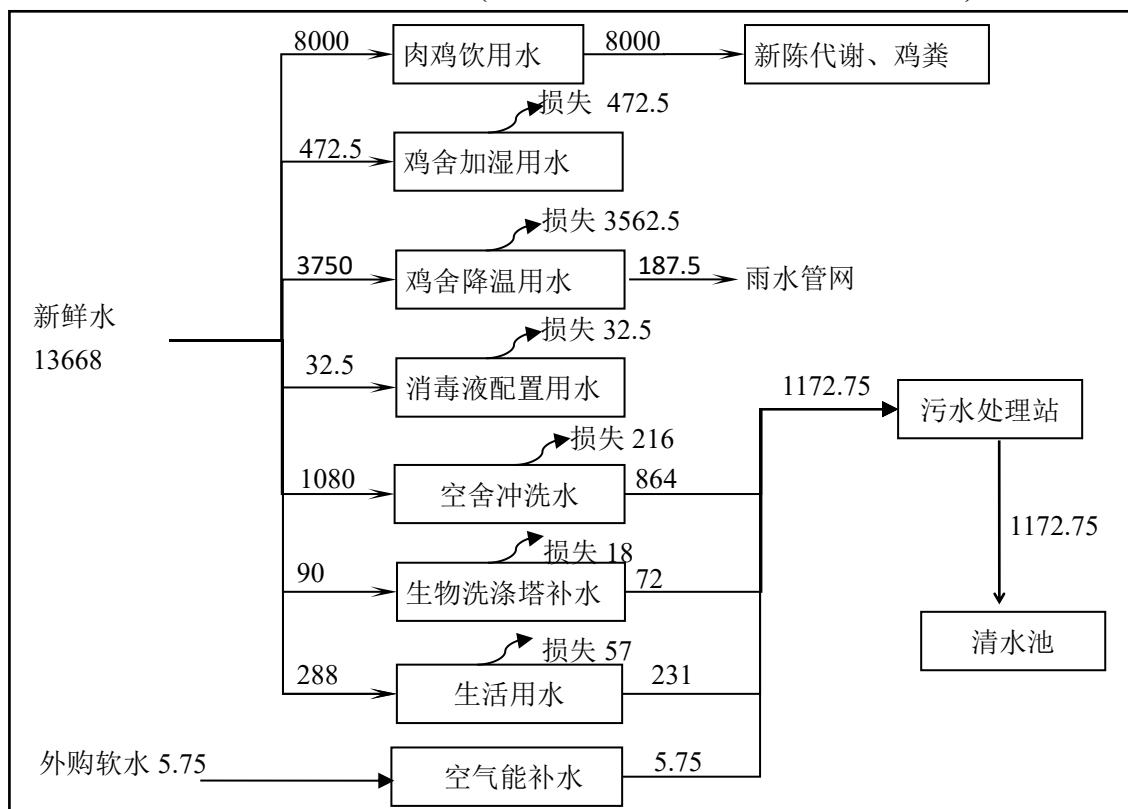 8000
肉鸡饮用水
8000
新陈代谢、鸡粪
损失 472.5
472.5
鸡舍加湿用水
损失 3562.5
3750
鸡舍降温用水
187.5
雨水管网
新鲜水
13668
损失 32.5
32.5
消毒液配置用水
1172.75
污水处理站
损失 216
1080
空舍冲洗水
864
1172.75
损失 18
90
生物洗涤塔补水
72
清水池
损失 57
288
生活用水
231
外购软水 5.75
空气能补水
5.75